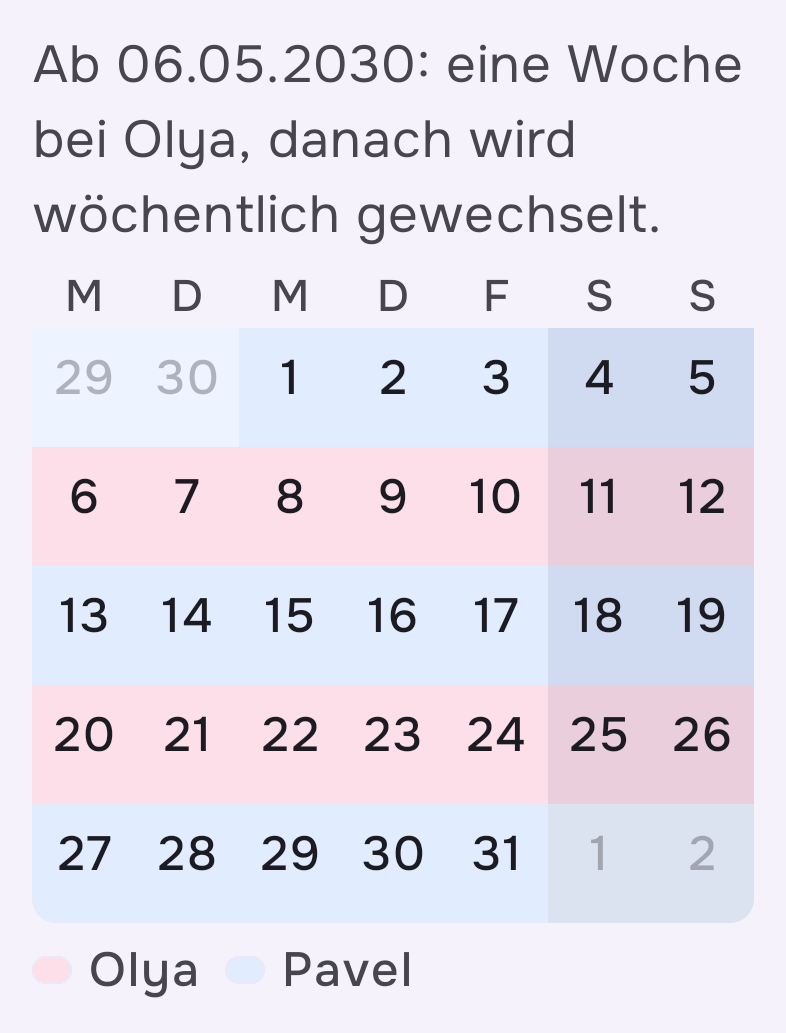 Ab 06.05.2030: eine Woche
bei Olya, danach wird
wöchentlich gewechselt.
M D M D F S S
29 30 1 2 3 4 5
6 7 8 9 10 11 12
13 14 15 16 17 18 19
20 21 22 23 24 25 26
27 28 29 30 31 1 2
Olya Pavel